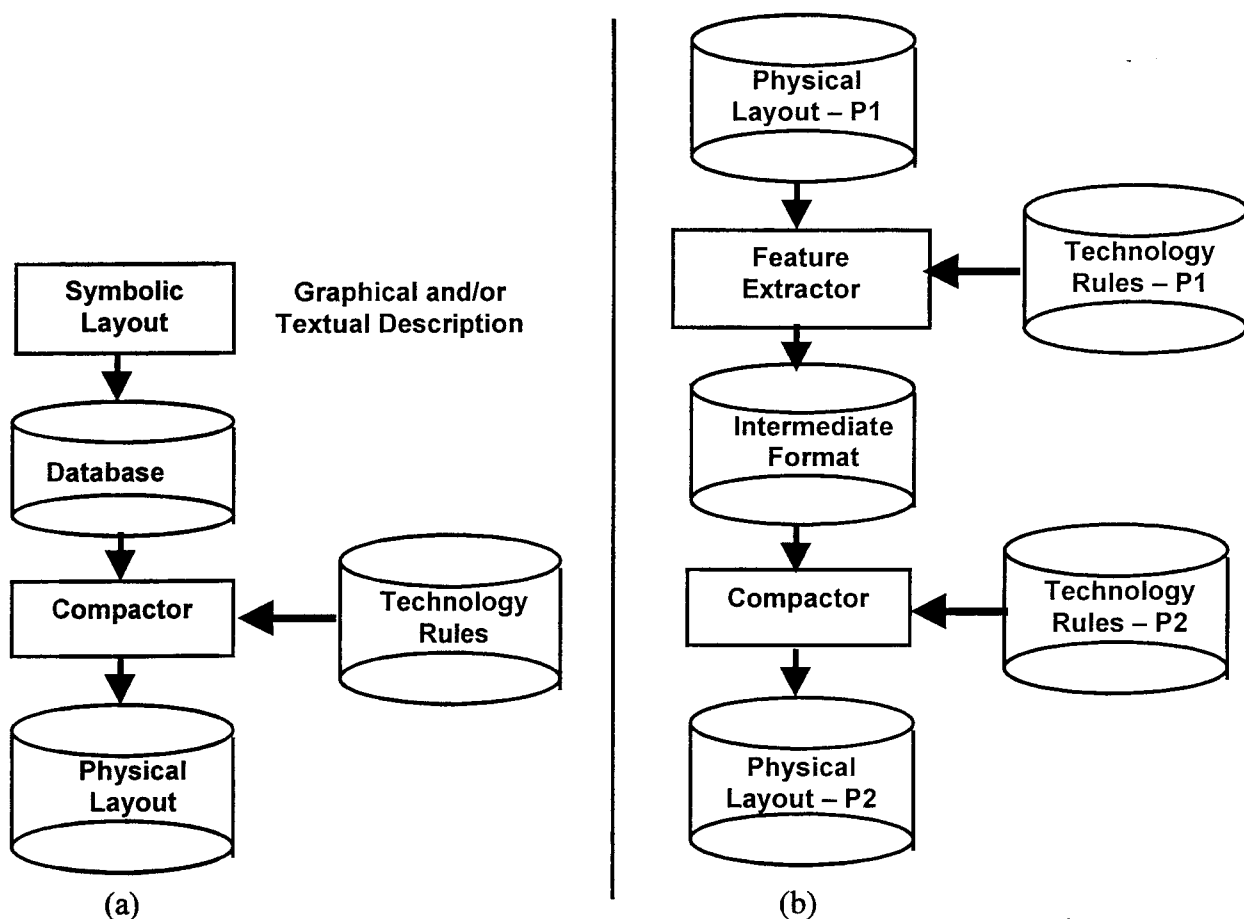 Symbolic
Layout
Graphical and/or
Textual Description
Database
Compactor
Technology
Rules
Physical
Layout
(a)
Physical
Layout – P1
Feature
Extractor
Technology
Rules – P1
Intermediate
Format
Compactor
Technology
Rules – P2
Physical
Layout – P2
(b)